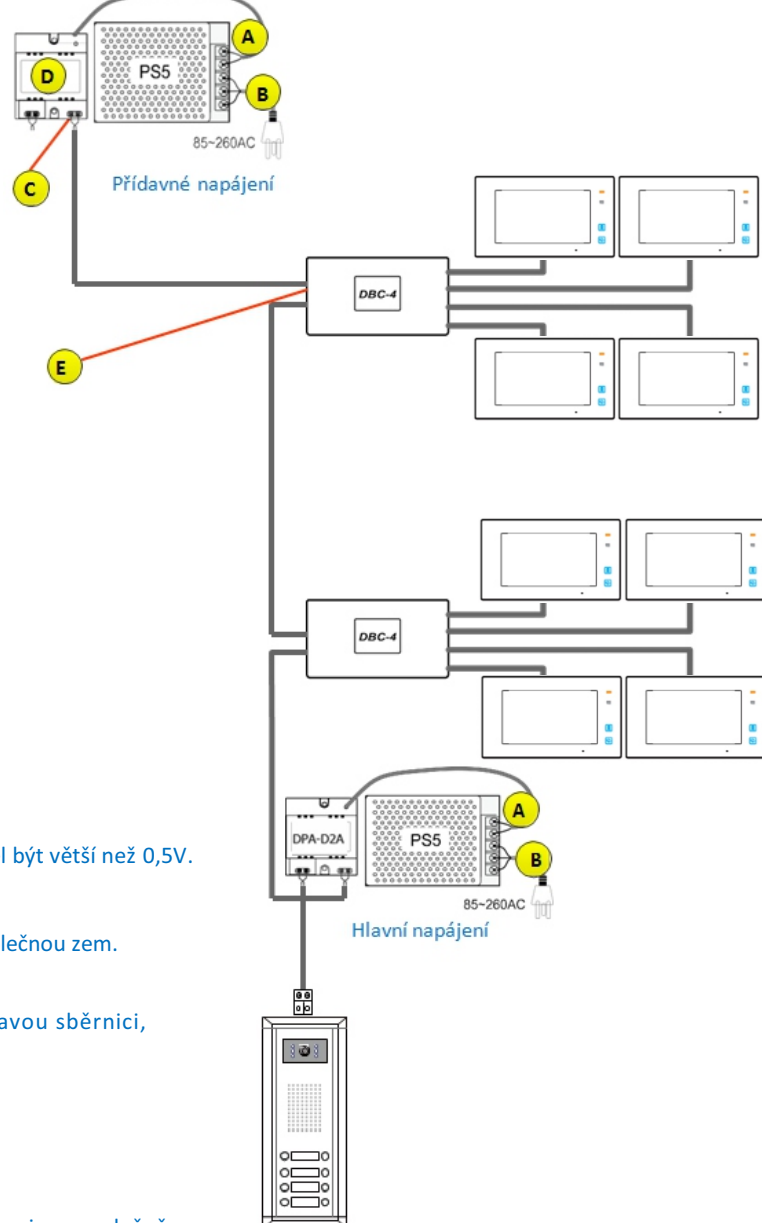 A
D
PS5
B
85~260AC
C
Přídavné napájení
DBC-4
E
DBC-4
A
DPA-D2A
PS5
B
l být větší než 0,5V.
85~260AC
Hlavní napájení
lečnou zem.
avou sběrnici,